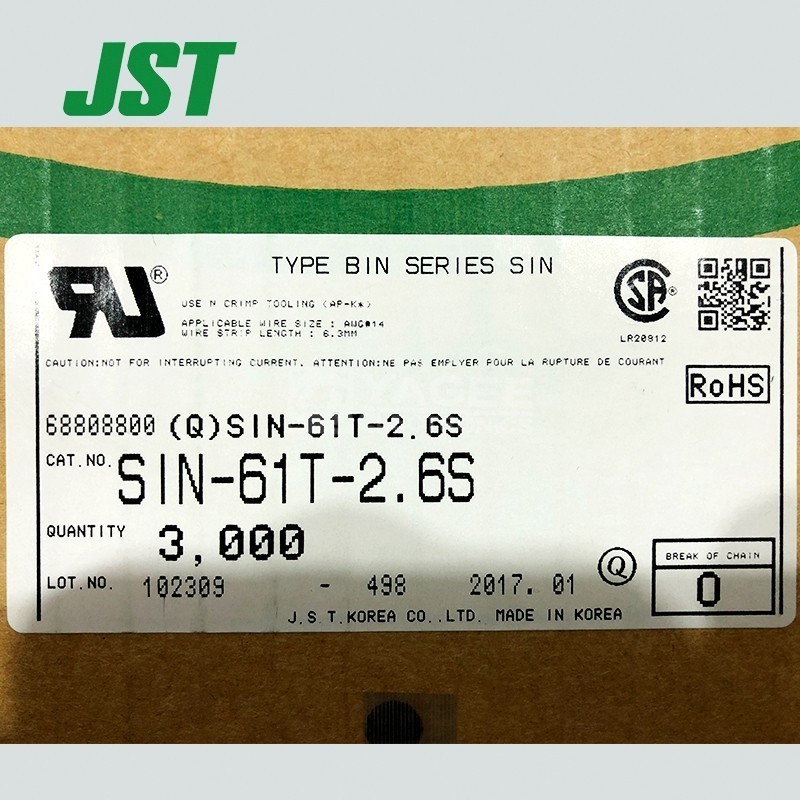 JST
TYPE BIN SERIES SIN
USE N CRIMP TOOLING (AP-K*)
APPLICABLE WIRE SIZE : AWG#14
WIRE STRIP LENGTH : 6.3MM
LR20912
CAUTION:NOT FOR INTERRUPTING CURRENT. ATTENTION:NE PAS EMPLYER POUR LA RUPTURE DE COURANT
RoHS
68808800 (Q)SIN-61T-2.6S
CAT.NO. SIN-61T-2.6S
QUANTITY 3,000
LOT.NO. 102309 - 498 2017.01
Q
BREAK OF CHAIN
0
J.S T.KOREA CO.,LTD. MADE IN KOREA